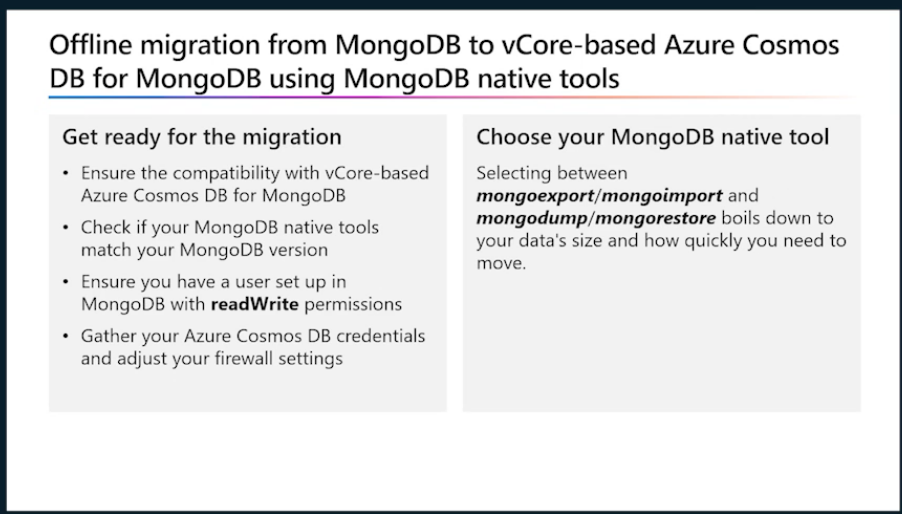 Offline migration from MongoDB to vCore-based Azure Cosmos
DB for MongoDB using MongoDB native tools
Get ready for the migration
• Ensure the compatibility with vCore-based
Azure Cosmos DB for MongoDB
• Check if your MongoDB native tools
match your MongoDB version
• Ensure you have a user set up in
MongoDB with readWrite permissions
• Gather your Azure Cosmos DB credentials
and adjust your firewall settings
Choose your MongoDB native tool
Selecting between
mongoexport/mongoimport and
mongodump/mongorestore boils down to
your data's size and how quickly you need to
move.